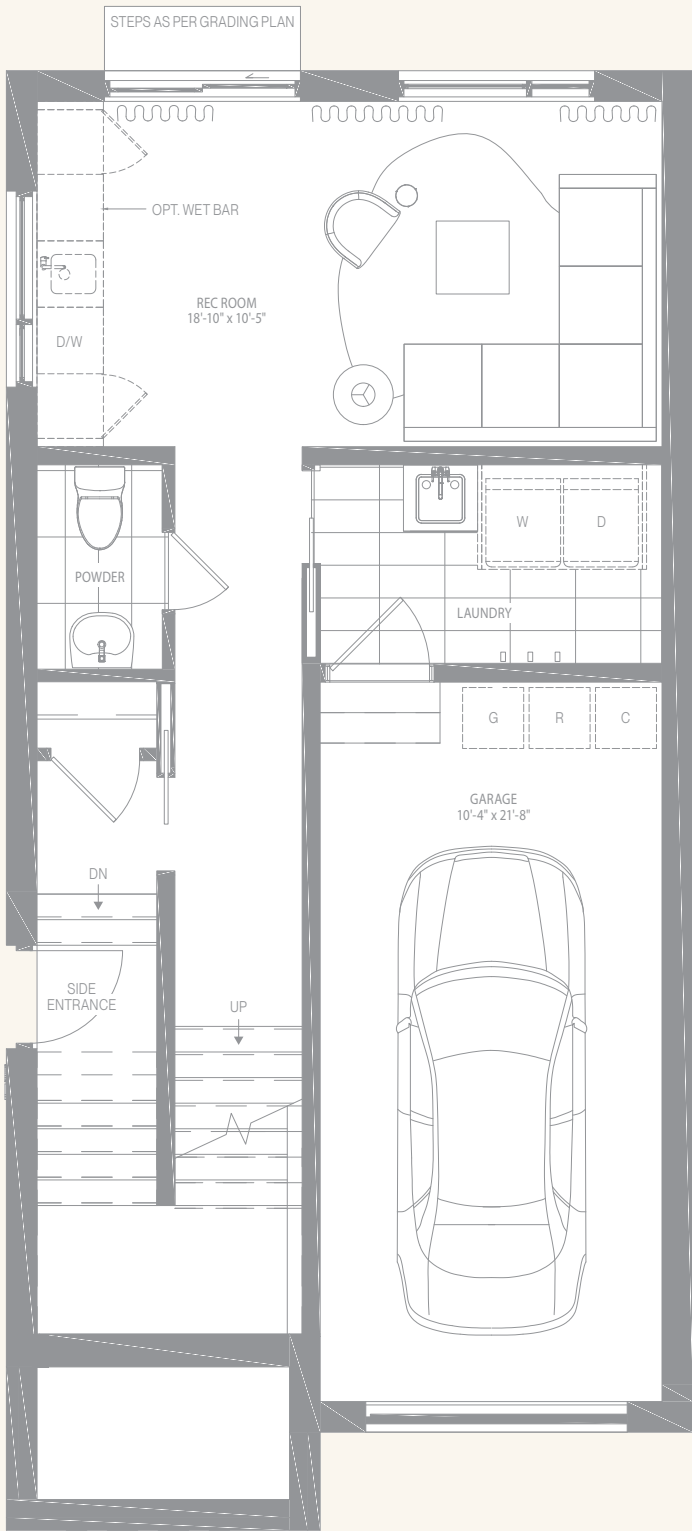 STEPS AS PER GRADING PLAN
OPT. WET BAR
REC ROOM
18'-10" x 10'-5"
D/W
W
D
POWDER
LAUNDRY
G
R
C
GARAGE
10'-4" x 21'-8"
DN
SIDE
ENTRANCE
UP